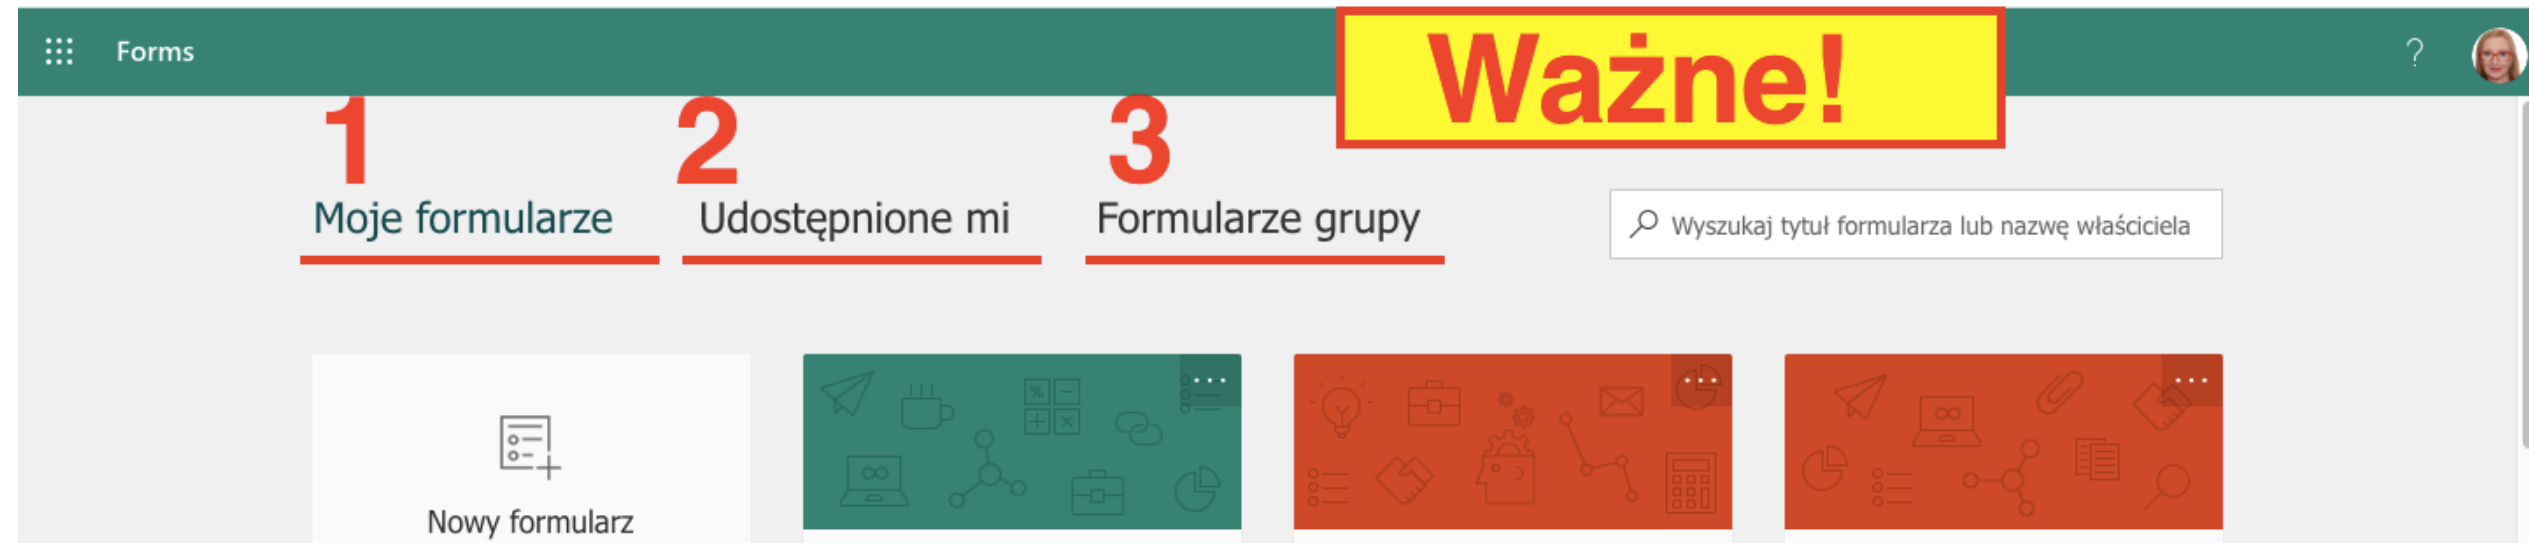 Forms
Ważne!
?
1
2
3
Moje formularze
Udostępnione mi
Formularze grupy
Wyszukaj tytuł formularza lub nazwę właściciela
Nowy formularz